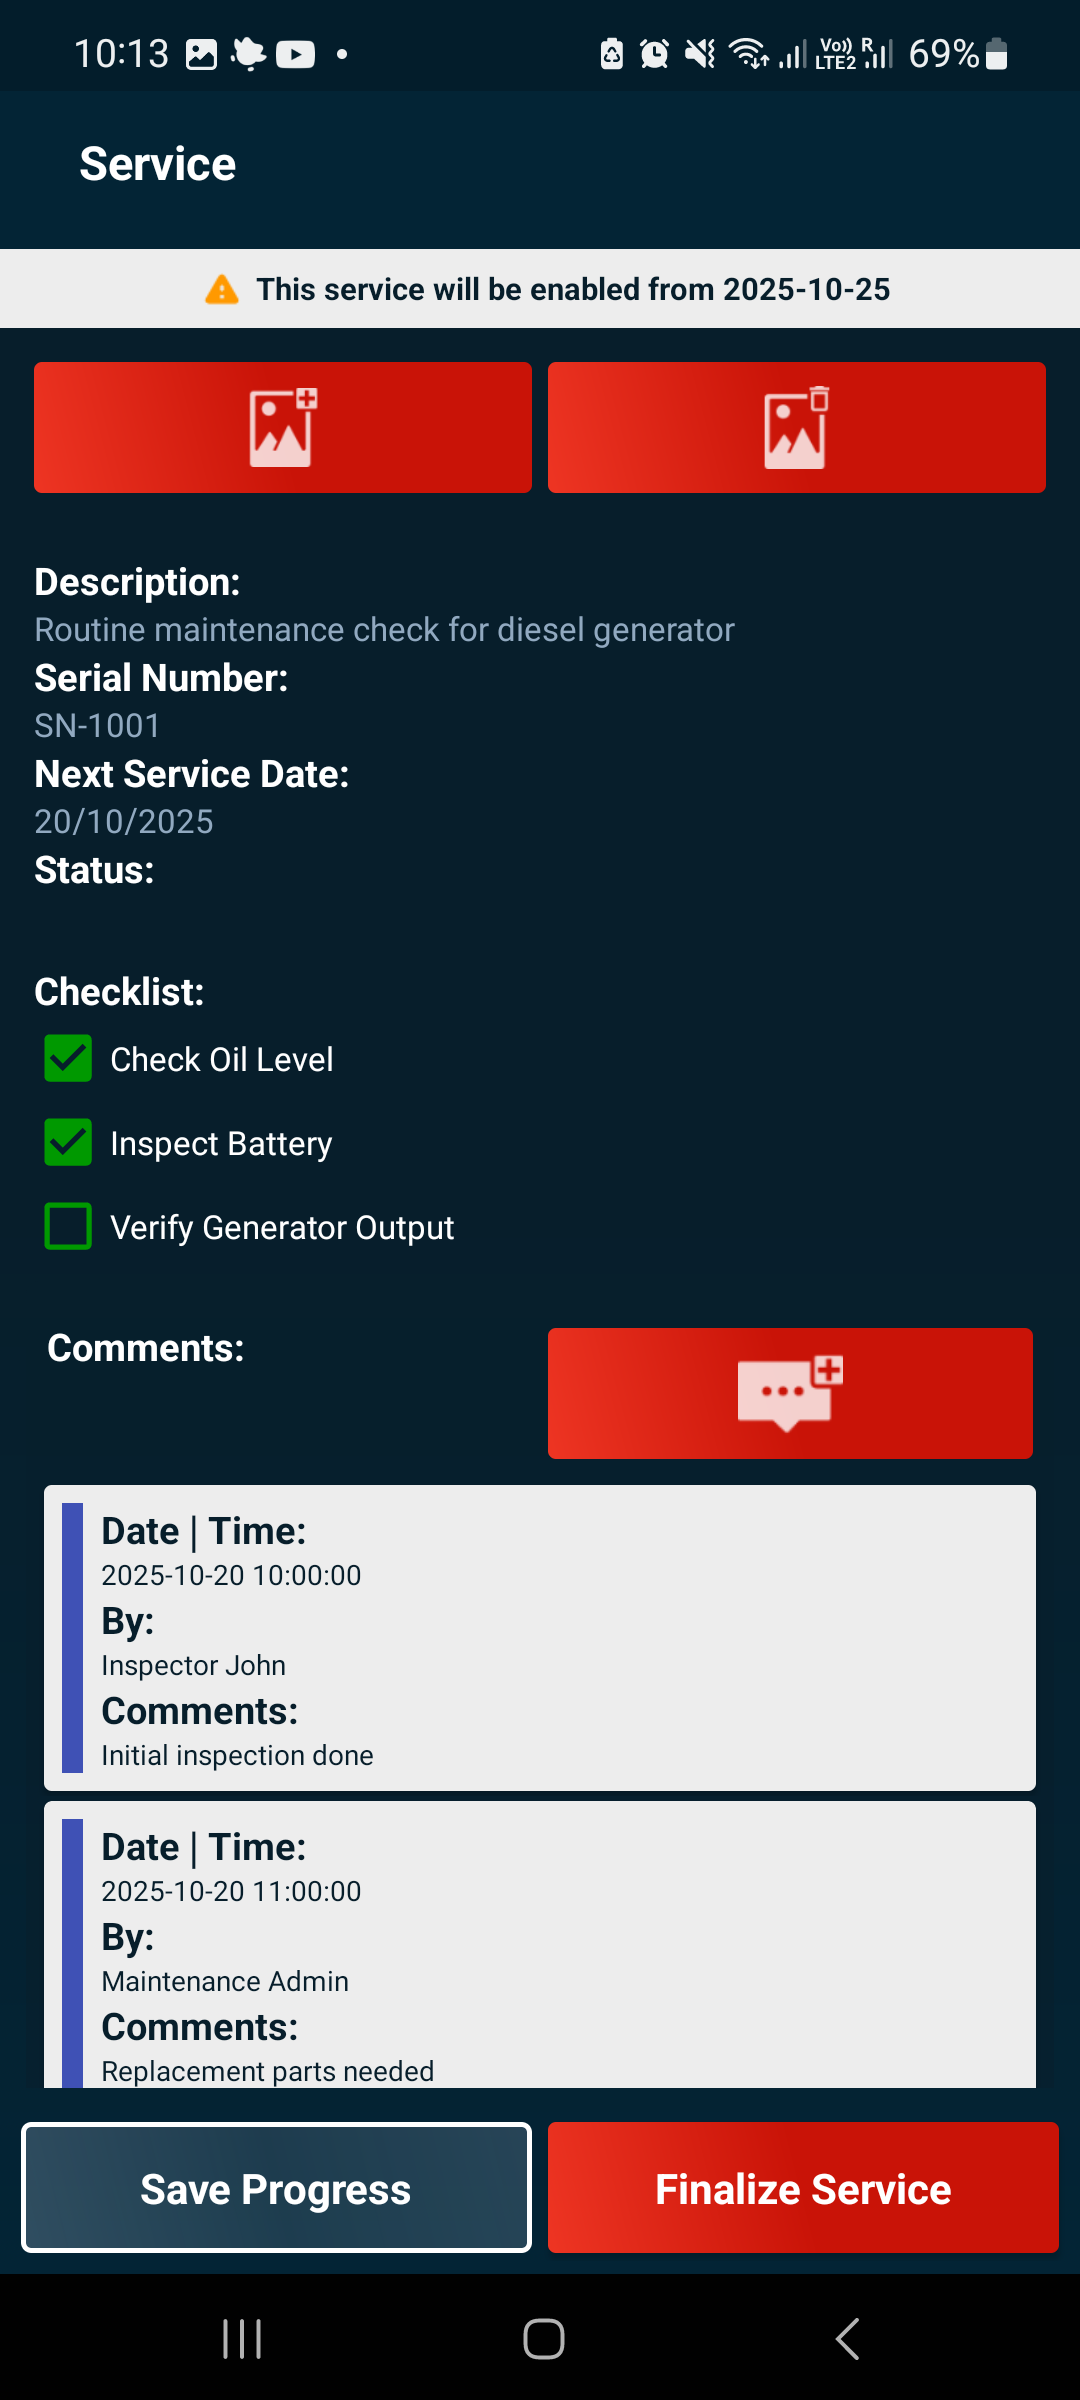 10:13 Vo)) LTE2 R 69%
Service
This service will be enabled from 2025-10-25
Description:
Routine maintenance check for diesel generator
Serial Number:
SN-1001
Next Service Date:
20/10/2025
Status:
Checklist:
Check Oil Level
Inspect Battery
Verify Generator Output
Comments:
Date | Time:
2025-10-20 10:00:00
By:
Inspector John
Comments:
Initial inspection done
Date | Time:
2025-10-20 11:00:00
By:
Maintenance Admin
Comments:
Replacement parts needed
Save Progress
Finalize Service